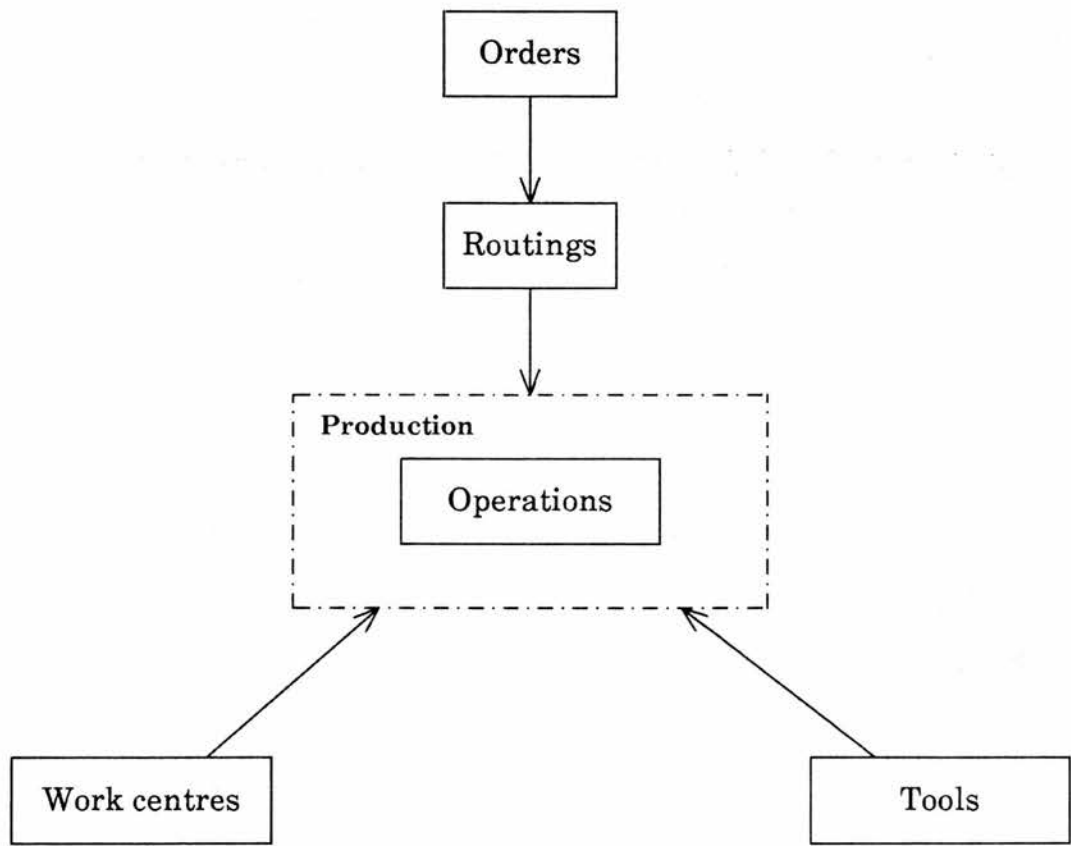 Orders
Routings
Production
Operations
Work centres
Tools